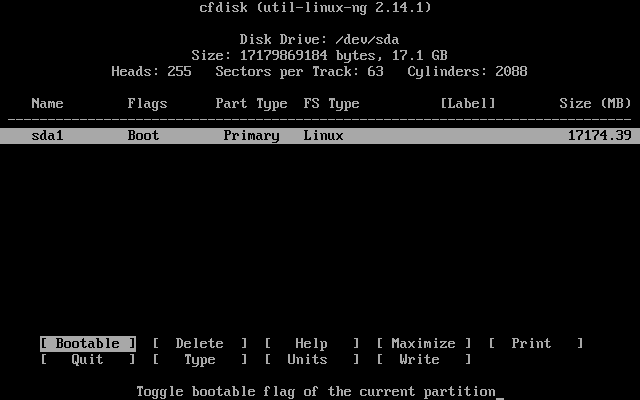 cfdisk (util-linux-ng 2.14.1)
Disk Drive: /dev/sda
Size: 17179869184 bytes, 17.1 GB
Heads: 255   Sectors per Track: 63   Cylinders: 2088
Name        Flags      Part Type  FS Type          [Label]        Size (MB)
------------------------------------------------------------------------------
sda1        Boot        Primary   Linux                            17174.39
[ Bootable ]  [  Delete  ]  [   Help   ]  [ Maximize ]  [  Print   ]
[   Quit   ]  [   Type   ]  [  Units   ]  [  Write   ]
Toggle bootable flag of the current partition_